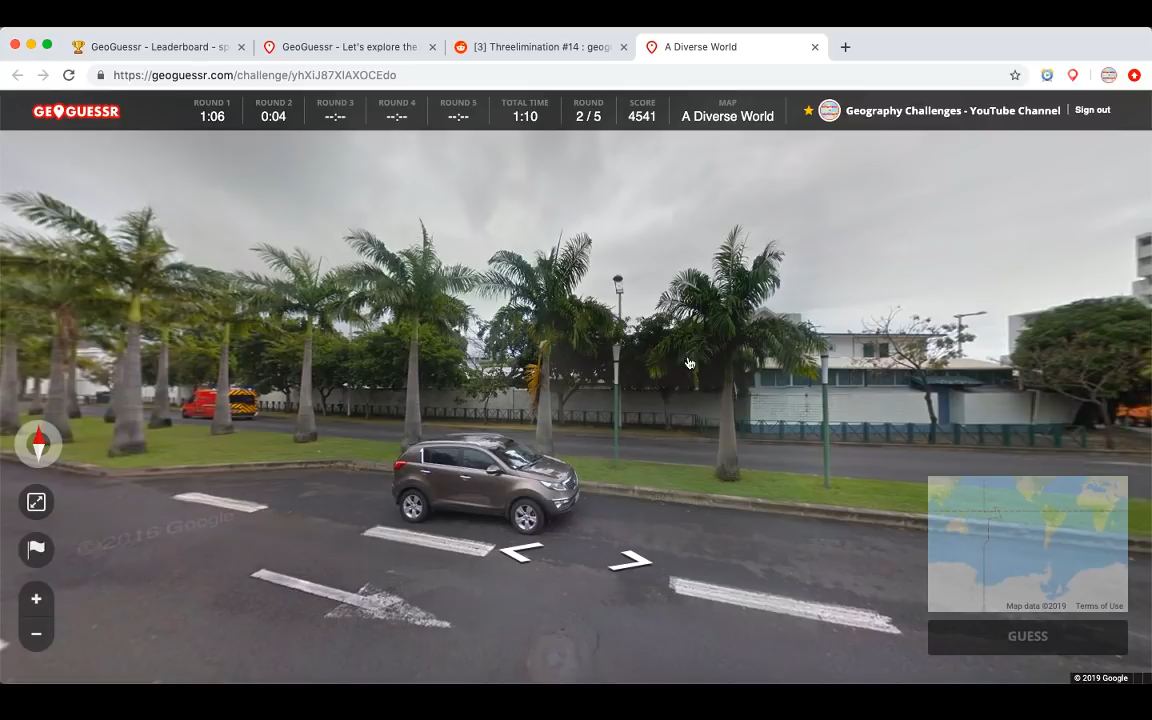 GeoGuessr - Leaderboard - sp
GeoGuessr - Let's explore the
[3] Threelimination #14 : geog
A Diverse World
https://geoguessr.com/challenge/yhXiJ87XIAXOCEdo
GEOGUESSR
ROUND 1
1:06
ROUND 2
0:04
ROUND 3
--:--
ROUND 4
--:--
ROUND 5
--:--
TOTAL TIME
1:10
ROUND
2 / 5
SCORE
4541
MAP
A Diverse World
Geography Challenges - YouTube Channel
Sign out
©2016 Google
Map data ©2019 Terms of Use
GUESS
© 2019 Google